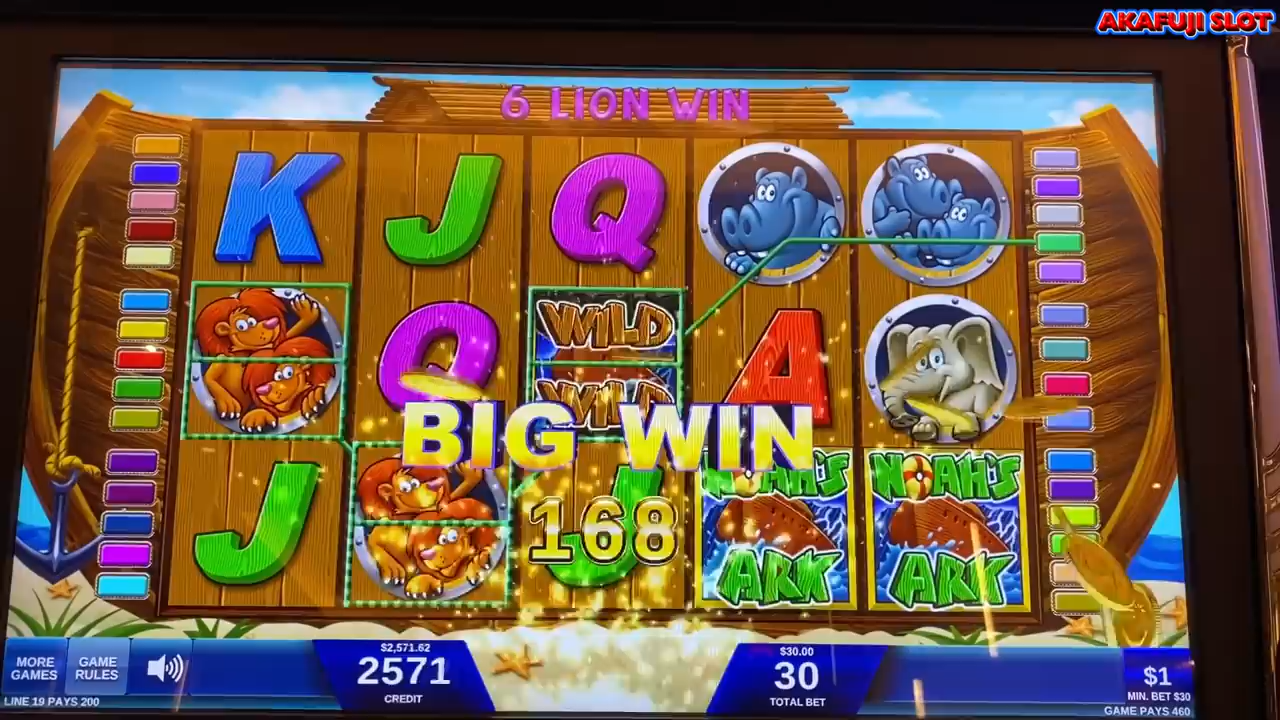 AKAFUJI SLOT
6 LION WIN
K J Q
Q WILD A
WILD
BIG WIN
J J NOAH'S NOAH'S
168
ARK ARK
MORE GAMES
GAME RULES
$2,571.62
2571
CREDIT
$30.00
30
TOTAL BET
$1
MIN. BET $30
LINE 19 PAYS 200
GAME PAYS 460